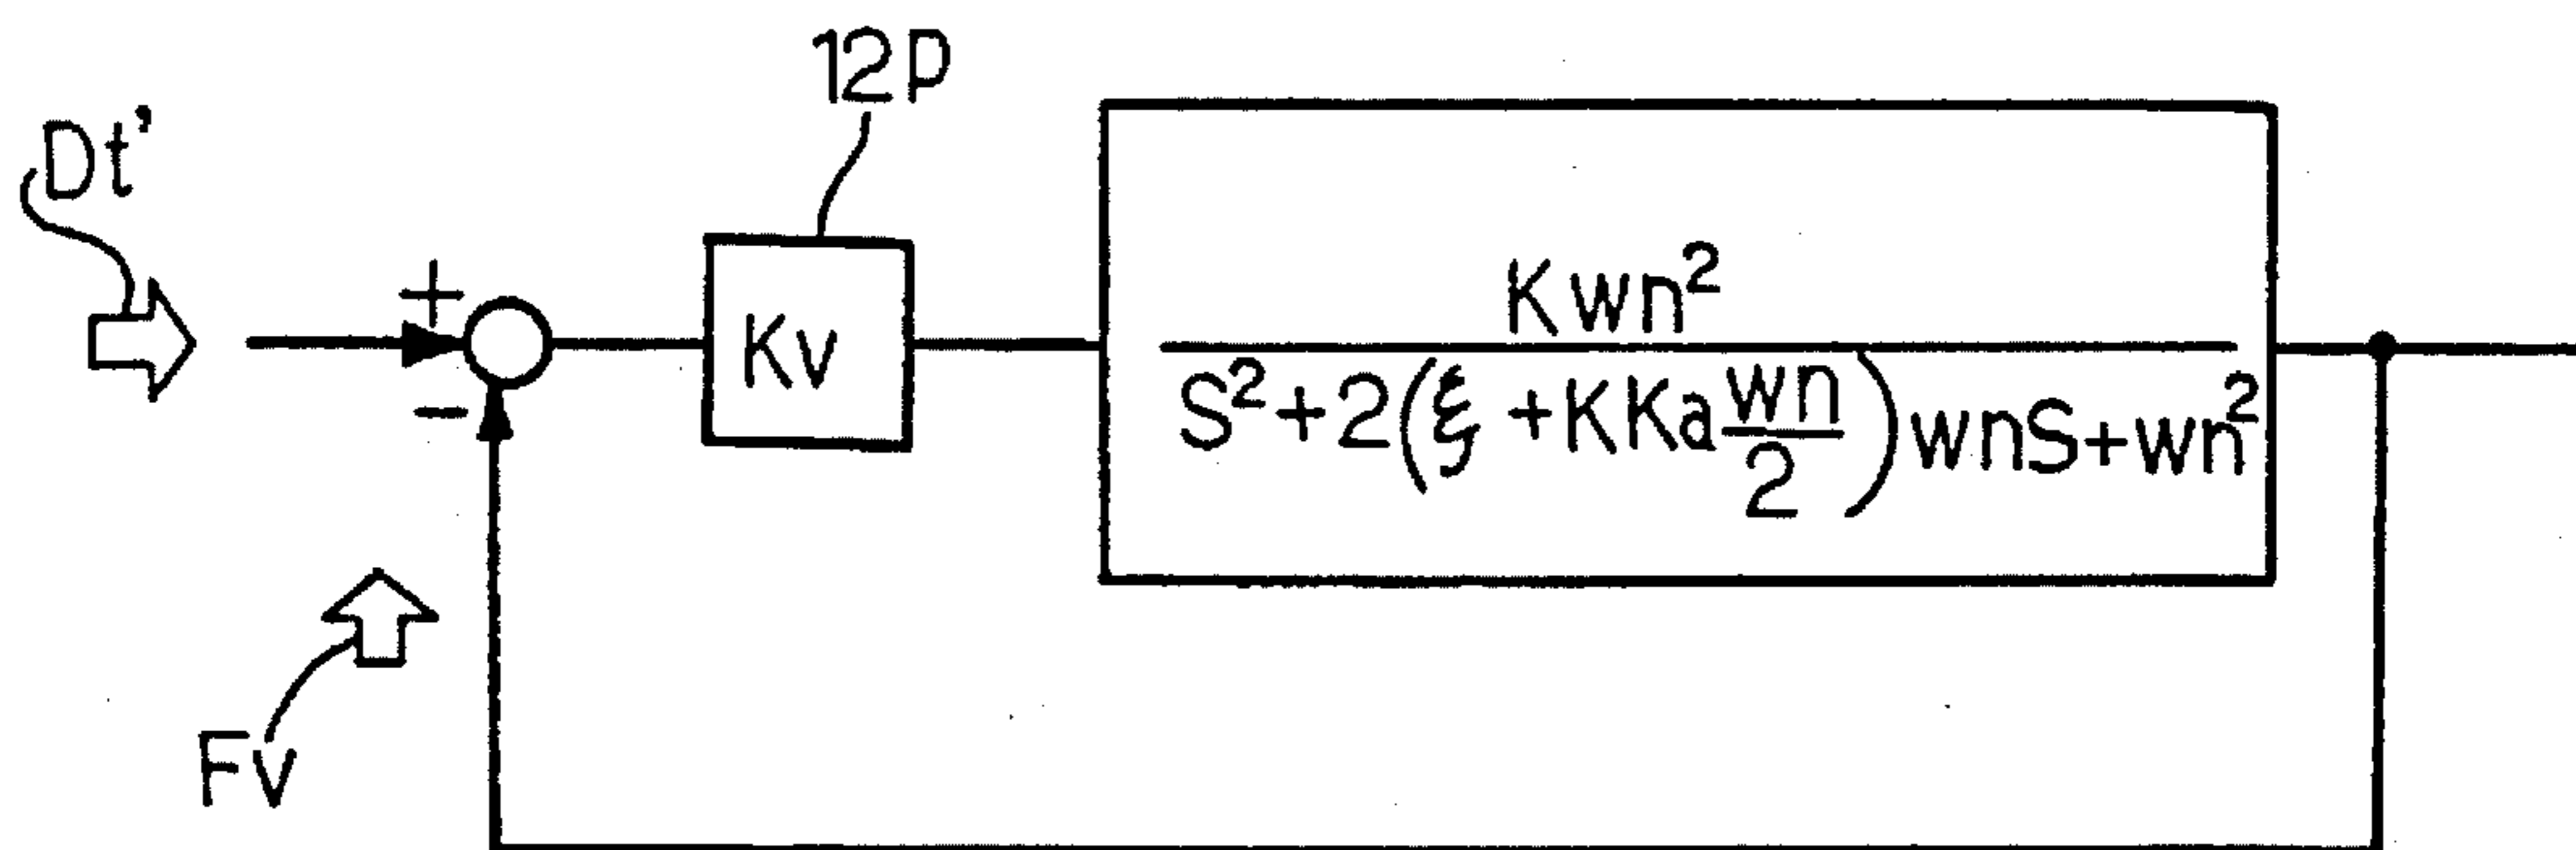 12P
Dt'
+
-
Kv
Kwn²
S²+2(ξ+KKa wn/2)wnS+wn²
Fv